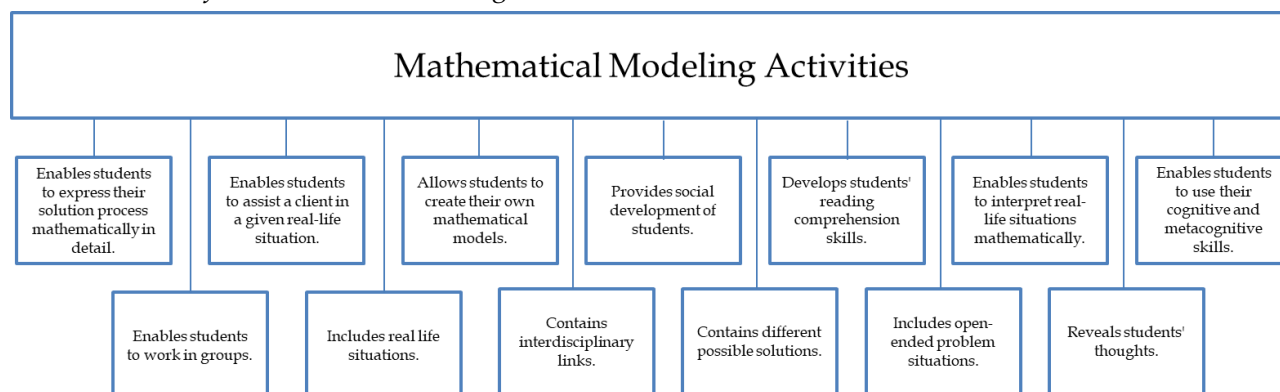 Mathematical Modeling Activities
Enables students
to express their
solution process
mathematically in
detail.
Enables students
to assist a client in
a given real-life
situation.
Allows students to
create their own
mathematical
models.
Provides social
development of
students.
Develops students'
reading
comprehension
skills.
Enables students
to interpret real-
life situations
mathematically.
Enables students
to use their
cognitive and
metacognitive
skills.
Enables students
to work in groups.
Includes real life
situations.
Contains
interdisciplinary
links.
Contains different
possible solutions.
Includes open-
ended problem
situations.
Reveals students'
thoughts.